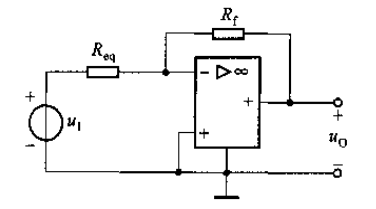 R_f
R_eq
− ▷ ∞
+
+ u_I −
+
+
u_O
−